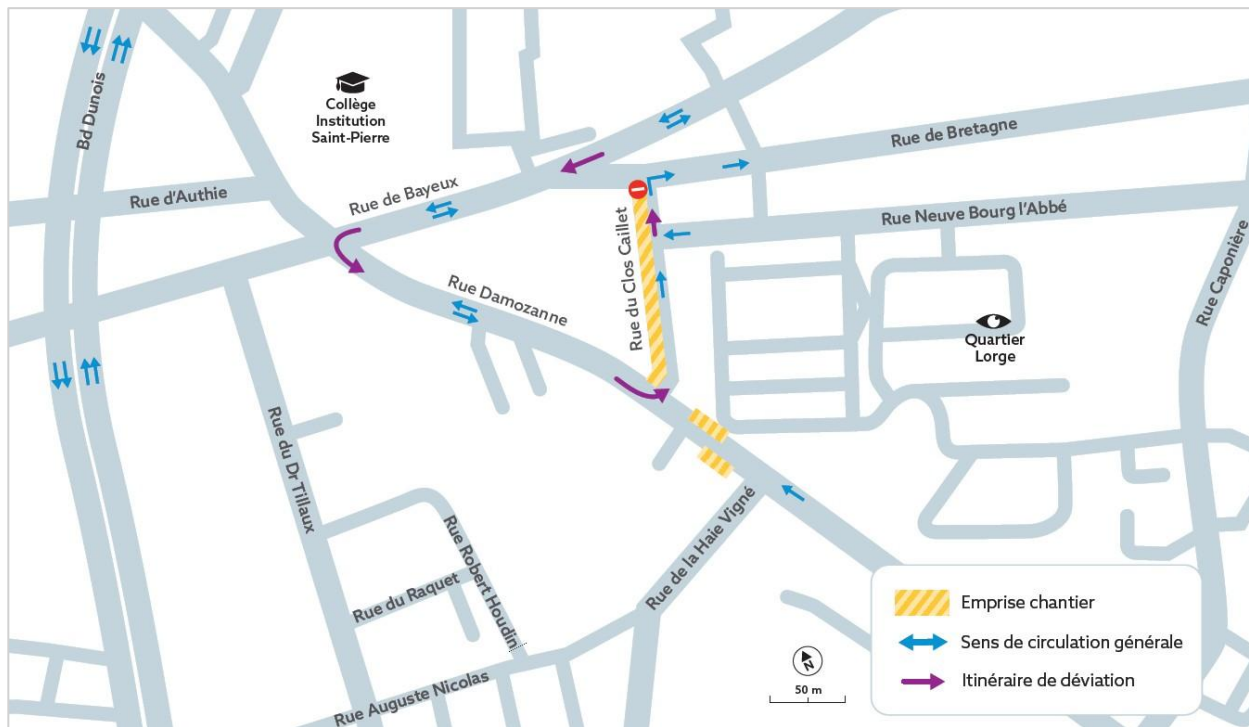 Bd Dunois
Collège
Institution
Saint-Pierre
Rue de Bretagne
Rue d'Authie
Rue de Bayeux
Rue Neuve Bourg l'Abbé
Rue du Clos Caillet
Rue Caponière
Rue Damozanne
Quartier
Lorge
Rue du Dr Tillaux
Rue de la Haie Vigné
Rue Robert Houdin
Rue du Raquet
Rue Auguste Nicolas
N
50 m
Emprise chantier
Sens de circulation générale
Itinéraire de déviation